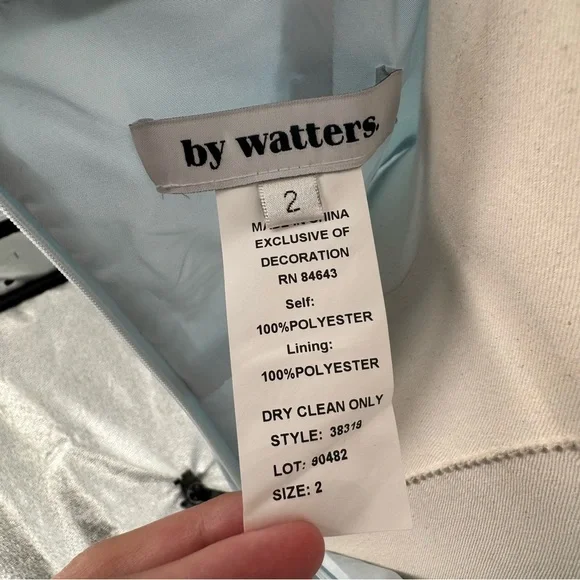 by watters
2
MADE IN CHINA
EXCLUSIVE OF
DECORATION
RN 84643
Self:
100%POLYESTER
Lining:
100%POLYESTER
DRY CLEAN ONLY
STYLE: 38319
LOT: 90482
SIZE: 2